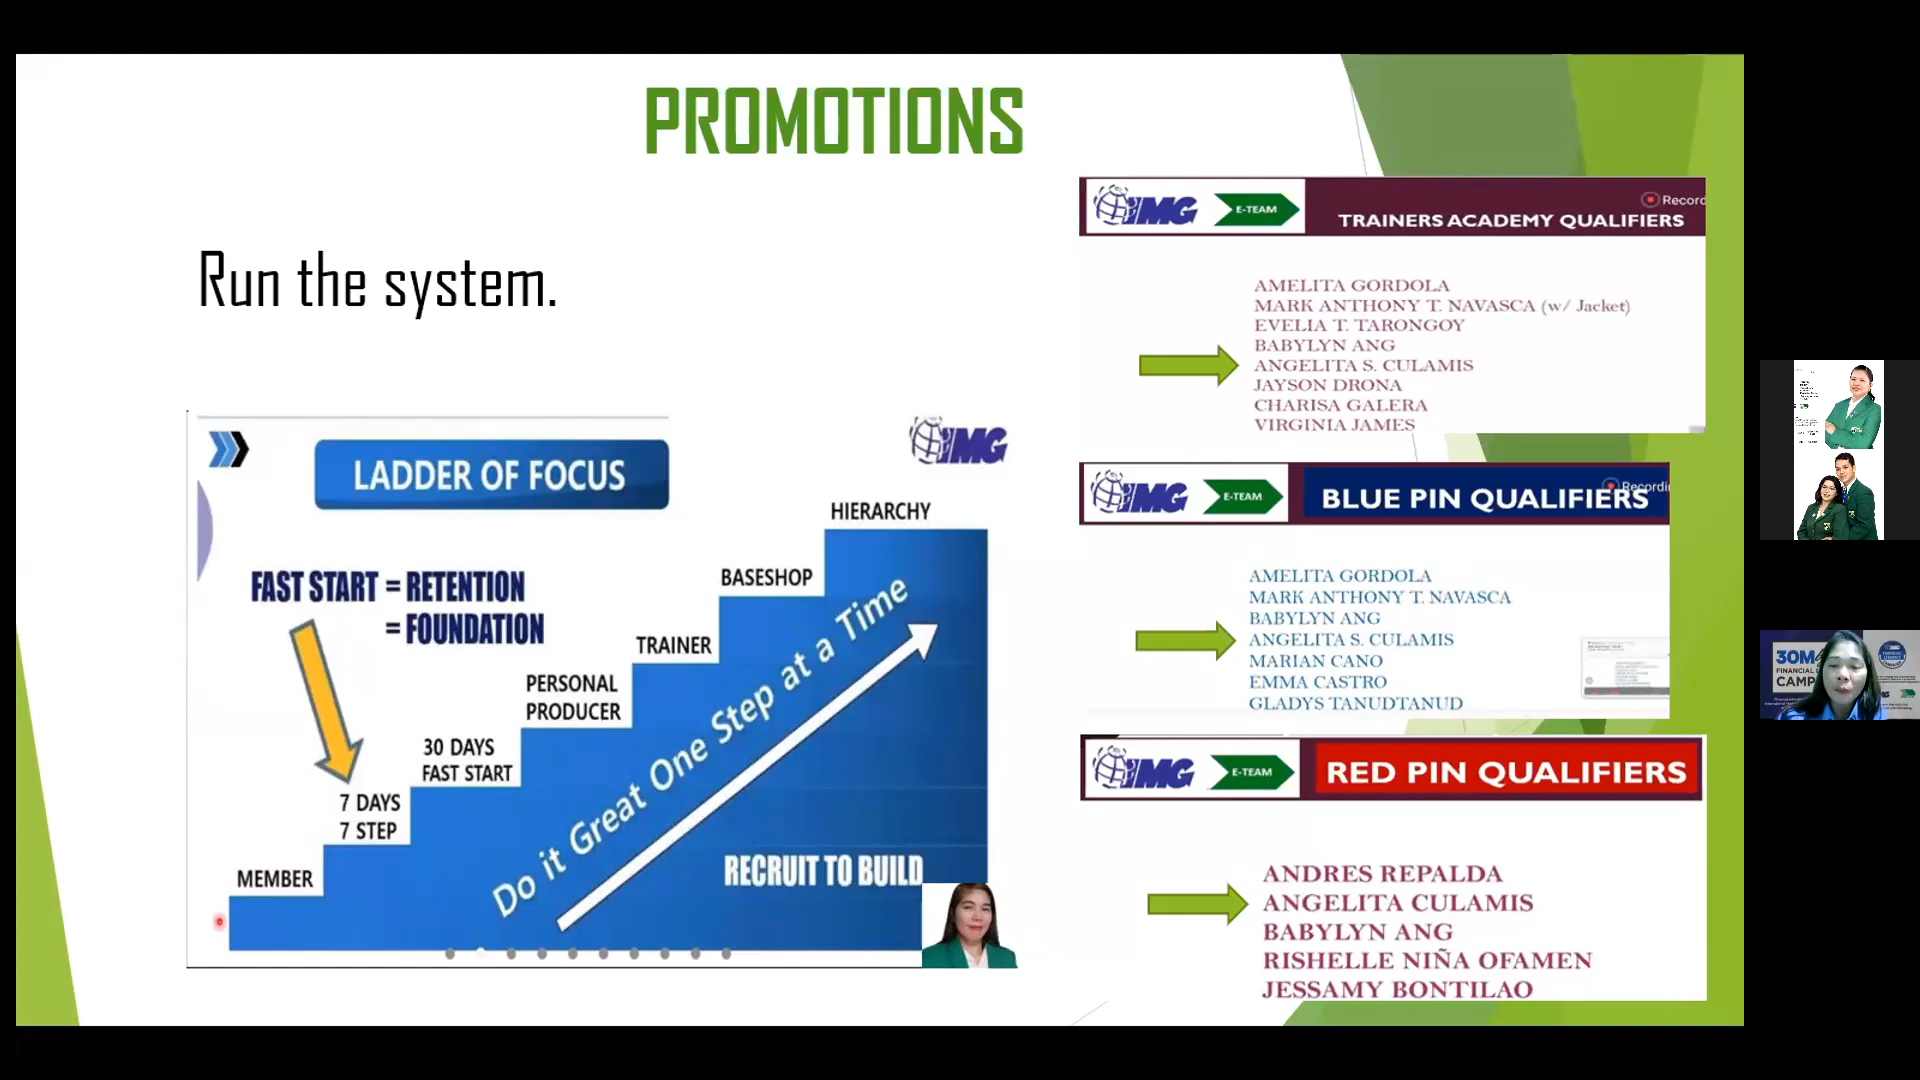 PROMOTIONS
Run the system.
IMG
LADDER OF FOCUS
HIERARCHY
FAST START = RETENTION
= FOUNDATION
BASESHOP
TRAINER
PERSONAL
PRODUCER
30 DAYS
FAST START
7 DAYS
7 STEP
MEMBER
Do it Great One Step at a Time
RECRUIT TO BUILD
IMG
E-TEAM
Record
TRAINERS ACADEMY QUALIFIERS
AMELITA GORDOLA
MARK ANTHONY T. NAVASCA (w/ Jacket)
EVELIA T. TARONGOY
BABYLYN ANG
ANGELITA S. CULAMIS
JAYSON DRONA
CHARISA GALERA
VIRGINIA JAMES
IMG
E-TEAM
Recordi
BLUE PIN QUALIFIERS
AMELITA GORDOLA
MARK ANTHONY T. NAVASCA
BABYLYN ANG
ANGELITA S. CULAMIS
MARIAN CANO
EMMA CASTRO
GLADYS TANUDTANUD
IMG
E-TEAM
RED PIN QUALIFIERS
ANDRES REPALDA
ANGELITA CULAMIS
BABYLYN ANG
RISHELLE NIÑA OFAMEN
JESSAMY BONTILAO
30M
FINANCIAL
CAMP